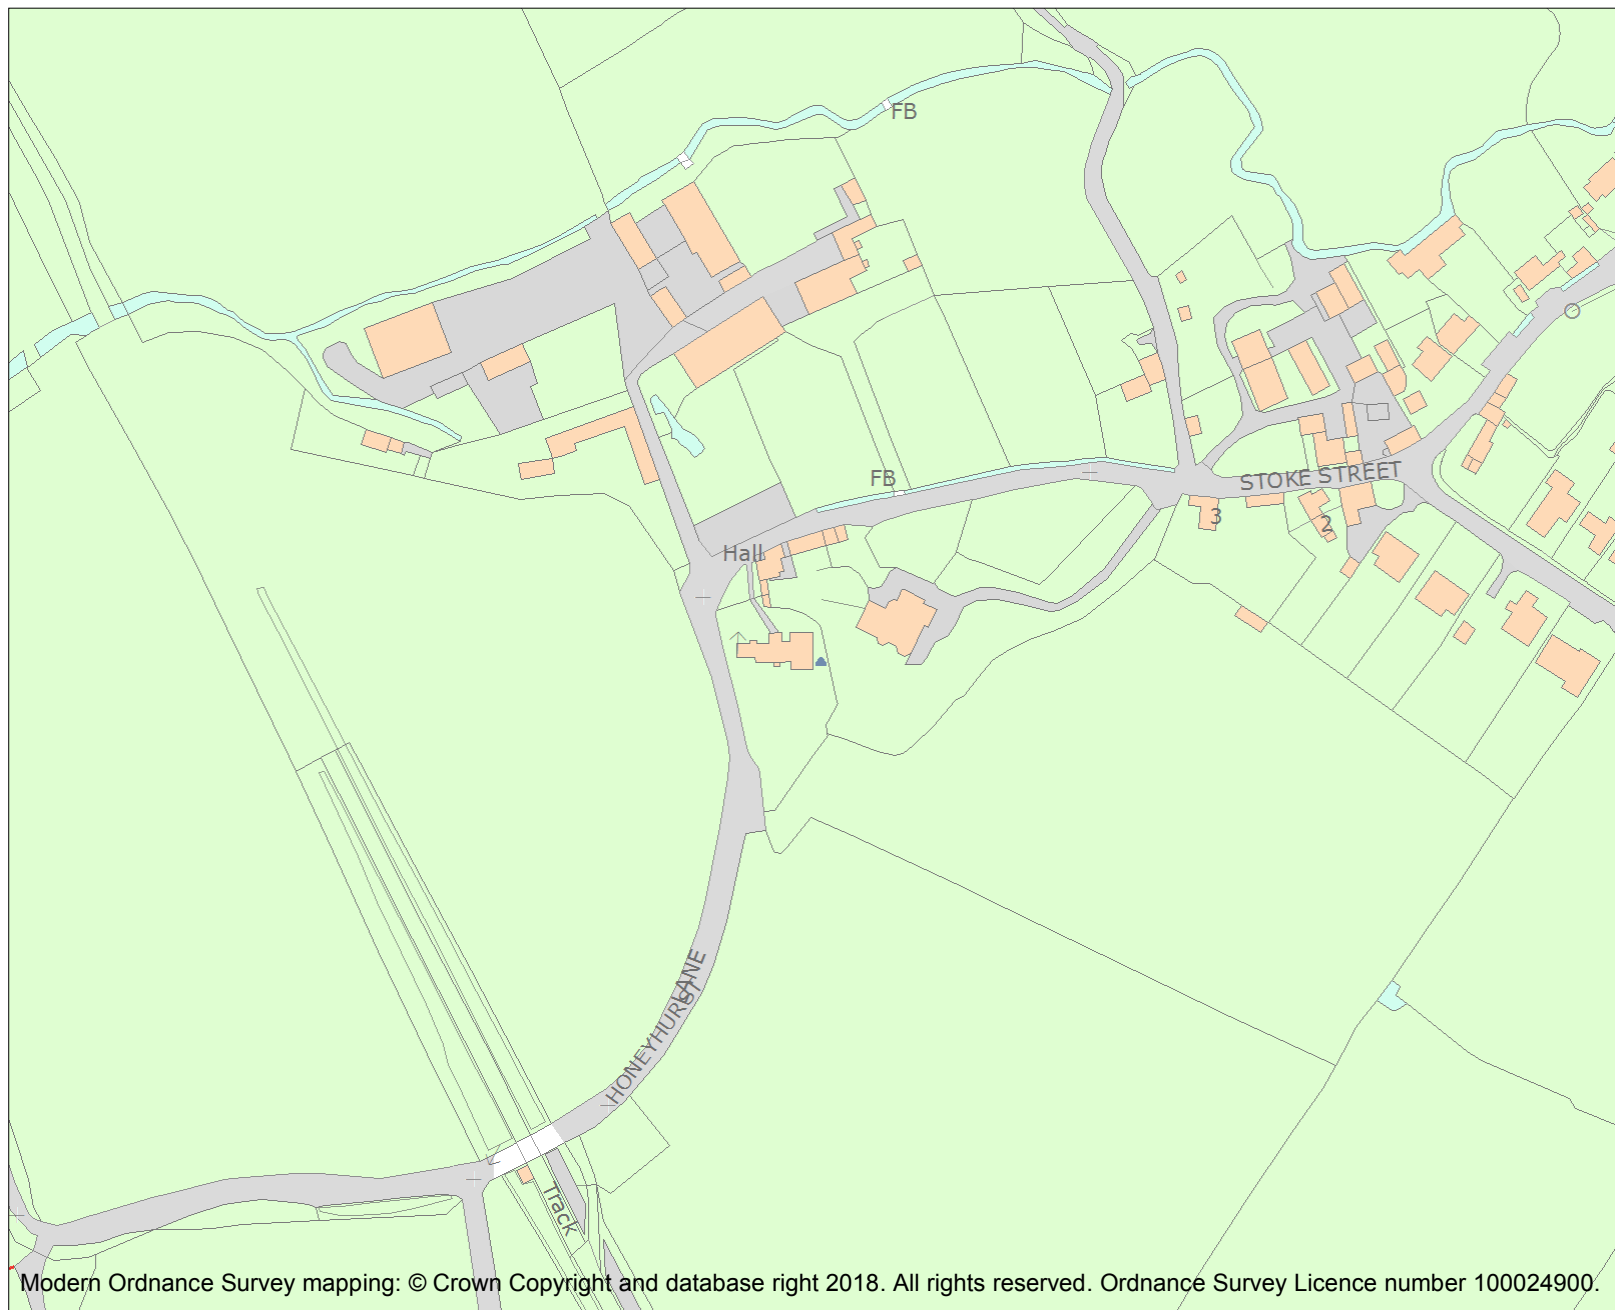 FB
FB
STOKE STREET
3
2
Hall
HONEYHURST
LANE
Track
Modern Ordnance Survey mapping: © Crown Copyright and database right 2018. All rights reserved. Ordnance Survey Licence number 100024900.